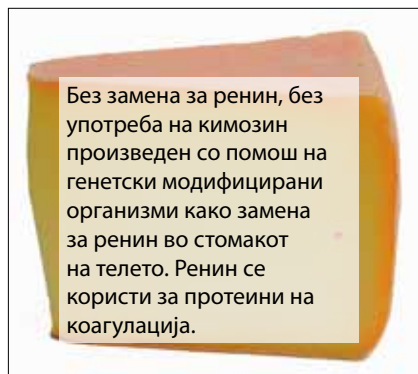 Без замена за ренин, без
употреба на кимозин
произведен со помош на
генетски модифицирани
организми како замена
за ренин во стомакот
на телето. Ренин се
користи за протеини на
коагулација.